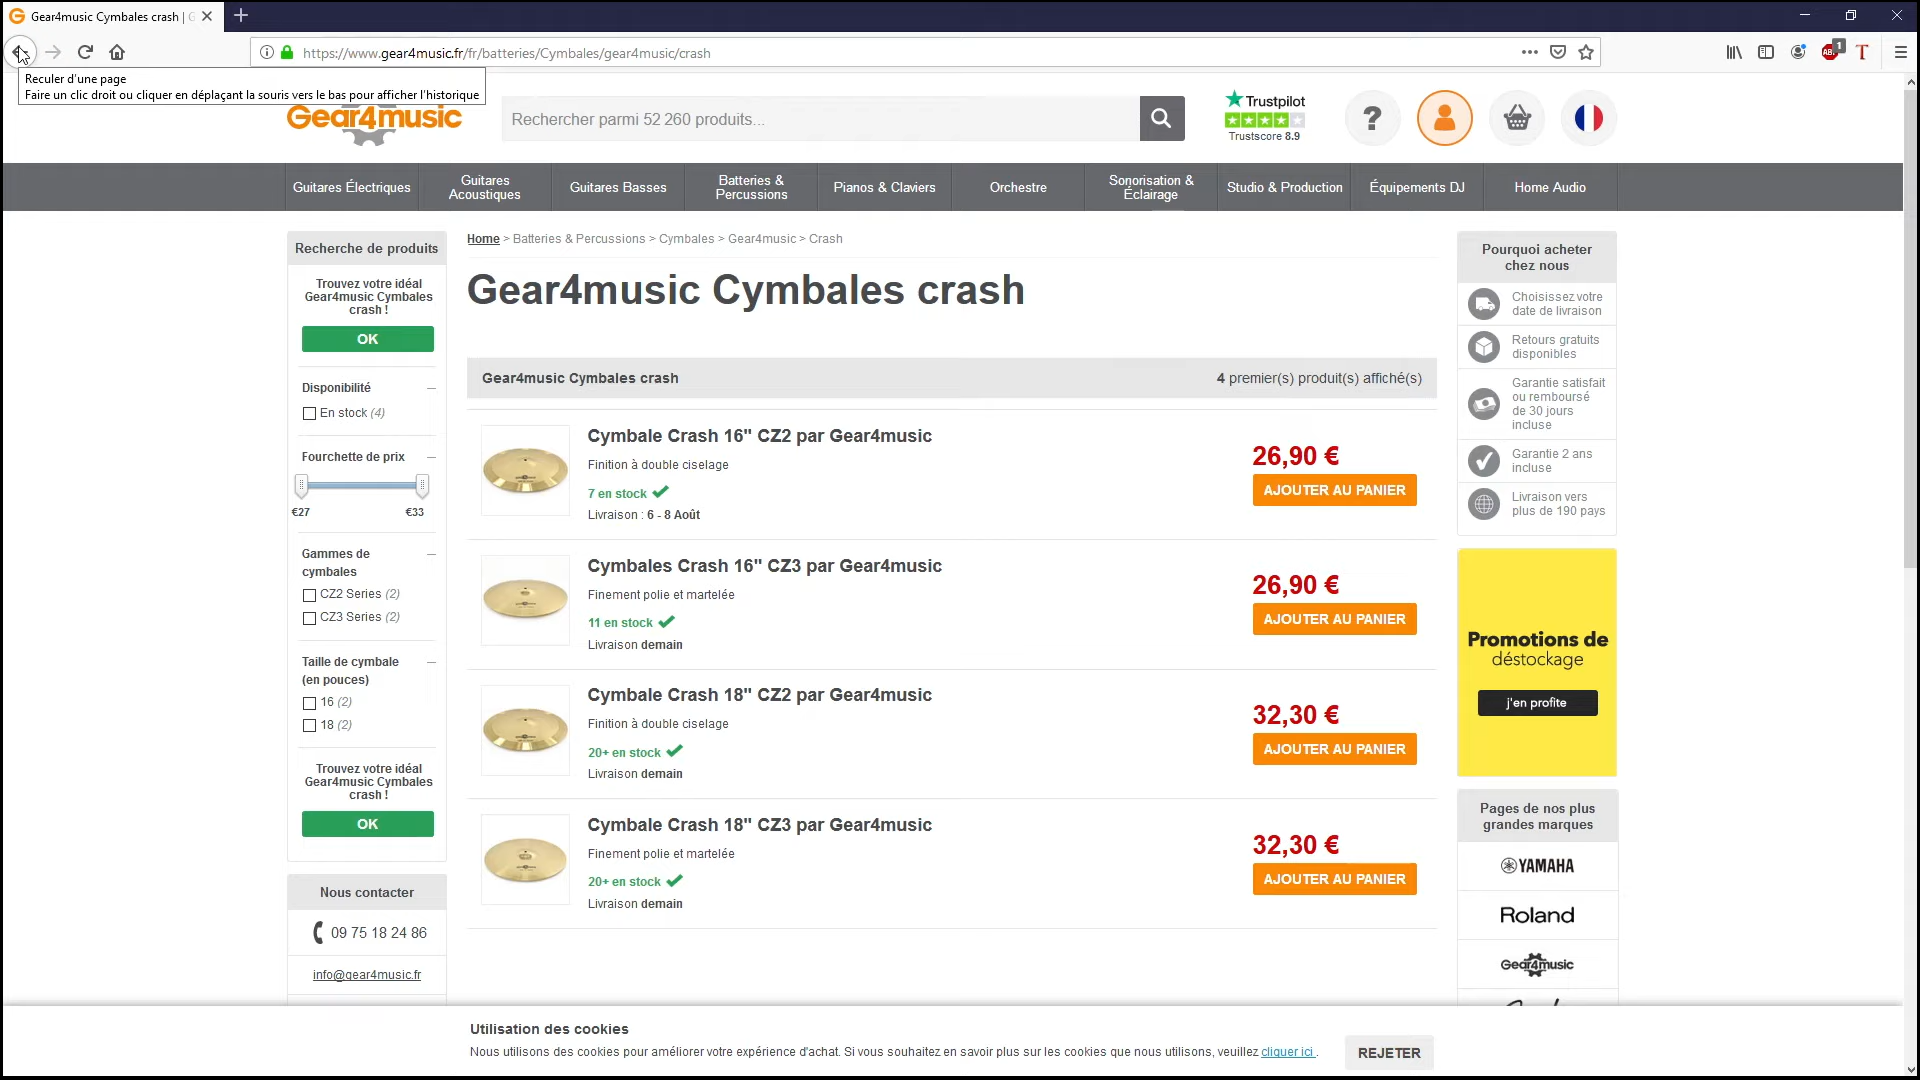 Gear4music Cymbales crash | G
https://www.gear4music.fr/fr/batteries/Cymbales/gear4music/crash
1
T
Reculer d'une page
Faire un clic droit ou cliquer en déplaçant la souris vers le bas pour afficher l'historique
Gear4music
Rechercher parmi 52 260 produits...
Trustpilot
Trustscore 8.9
?
Guitares Électriques
Guitares
Acoustiques
Guitares Basses
Batteries &
Percussions
Pianos & Claviers
Orchestre
Sonorisation &
Éclairage
Studio & Production
Équipements DJ
Home Audio
Recherche de produits
Trouvez votre idéal
Gear4music Cymbales
crash !
OK
Disponibilité
En stock (4)
Fourchette de prix
€27
€33
Gammes de
cymbales
CZ2 Series (2)
CZ3 Series (2)
Taille de cymbale
(en pouces)
16 (2)
18 (2)
Trouvez votre idéal
Gear4music Cymbales
crash !
OK
Nous contacter
09 75 18 24 86
info@gear4music.fr
Home > Batteries & Percussions > Cymbales > Gear4music > Crash
Gear4music Cymbales crash
Gear4music Cymbales crash
4 premier(s) produit(s) affiché(s)
Cymbale Crash 16" CZ2 par Gear4music
Finition à double ciselage
7 en stock
Livraison : 6 - 8 Août
26,90 €
AJOUTER AU PANIER
Cymbales Crash 16" CZ3 par Gear4music
Finement polie et martelée
11 en stock
Livraison demain
26,90 €
AJOUTER AU PANIER
Cymbale Crash 18" CZ2 par Gear4music
Finition à double ciselage
20+ en stock
Livraison demain
32,30 €
AJOUTER AU PANIER
Cymbale Crash 18" CZ3 par Gear4music
Finement polie et martelée
20+ en stock
Livraison demain
32,30 €
AJOUTER AU PANIER
Pourquoi acheter
chez nous
Choisissez votre
date de livraison
Retours gratuits
disponibles
Garantie satisfait
ou remboursé
de 30 jours
incluse
Garantie 2 ans
incluse
Livraison vers
plus de 190 pays
Promotions de
déstockage
j'en profite
Pages de nos plus
grandes marques
YAMAHA
Roland
Gear4music
Utilisation des cookies
Nous utilisons des cookies pour améliorer votre expérience d'achat. Si vous souhaitez en savoir plus sur les cookies que nous utilisons, veuillez cliquer ici .
REJETER